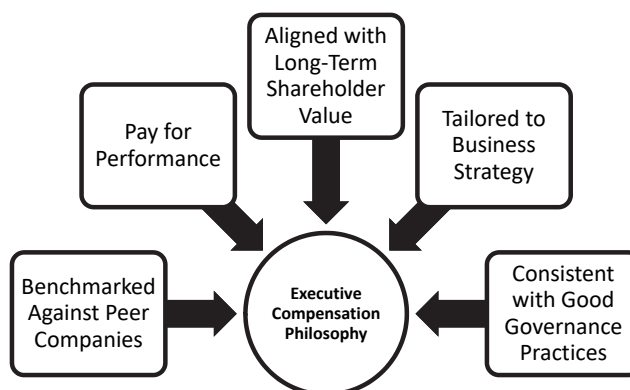 Aligned with
Long-Term
Shareholder
Value
Pay for
Performance
Tailored to
Business
Strategy
Benchmarked
Against Peer
Companies
Executive
Compensation
Philosophy
Consistent
with Good
Governance
Practices